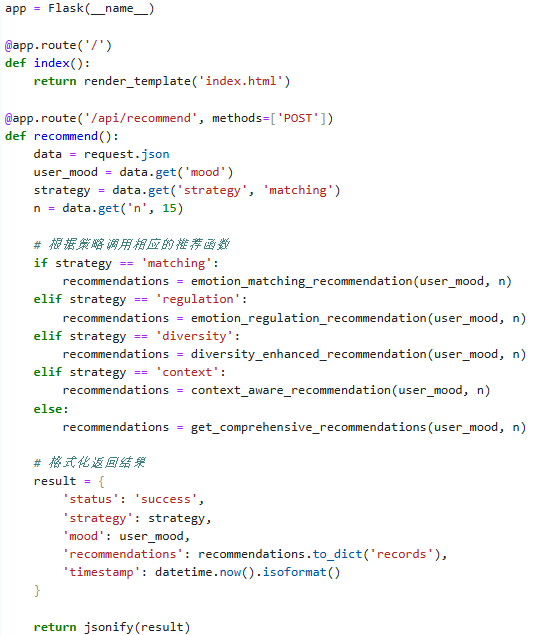 app = Flask(__name__)

@app.route('/')
def index():
    return render_template('index.html')

@app.route('/api/recommend', methods=['POST'])
def recommend():
    data = request.json
    user_mood = data.get('mood')
    strategy = data.get('strategy', 'matching')
    n = data.get('n', 15)

    # 根据策略调用相应的推荐函数
    if strategy == 'matching':
        recommendations = emotion_matching_recommendation(user_mood, n)
    elif strategy == 'regulation':
        recommendations = emotion_regulation_recommendation(user_mood, n)
    elif strategy == 'diversity':
        recommendations = diversity_enhanced_recommendation(user_mood, n)
    elif strategy == 'context':
        recommendations = context_aware_recommendation(user_mood, n)
    else:
        recommendations = get_comprehensive_recommendations(user_mood, n)

    # 格式化返回结果
    result = {
        'status': 'success',
        'strategy': strategy,
        'mood': user_mood,
        'recommendations': recommendations.to_dict('records'),
        'timestamp': datetime.now().isoformat()
    }

    return jsonify(result)